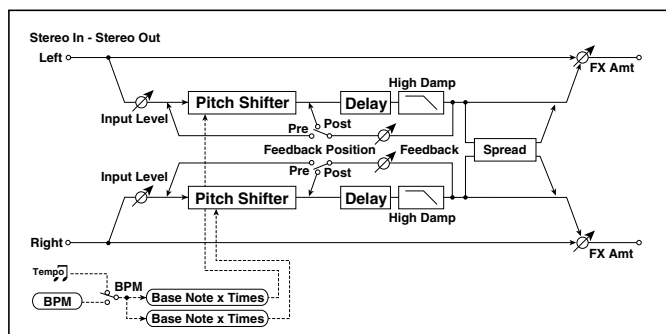 Stereo In - Stereo Out
Left
FX Amt
High Damp
Pitch Shifter
Delay
Input Level
Post
Pre
Feedback Position
Feedback
Spread
Input Level
Pre
Post
Pitch Shifter
Delay
High Damp
Right
FX Amt
Tempo
BPM
BPM
Base Note x Times
Base Note x Times